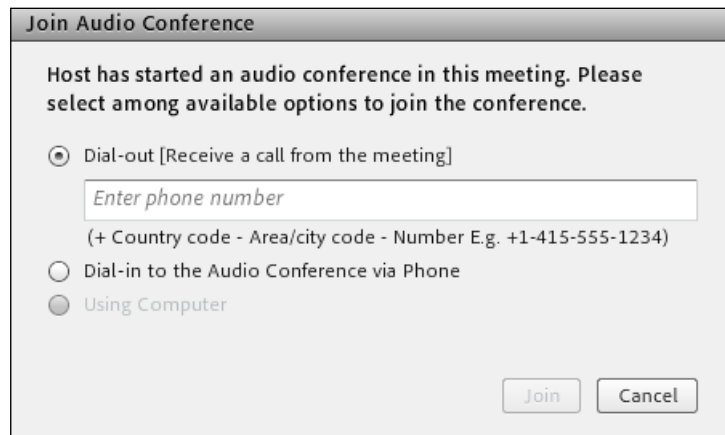 Join Audio Conference
Host has started an audio conference in this meeting. Please
select among available options to join the conference.
Dial-out [Receive a call from the meeting]
Enter phone number
(+ Country code - Area/city code - Number E.g. +1-415-555-1234)
Dial-in to the Audio Conference via Phone
Using Computer
Join Cancel